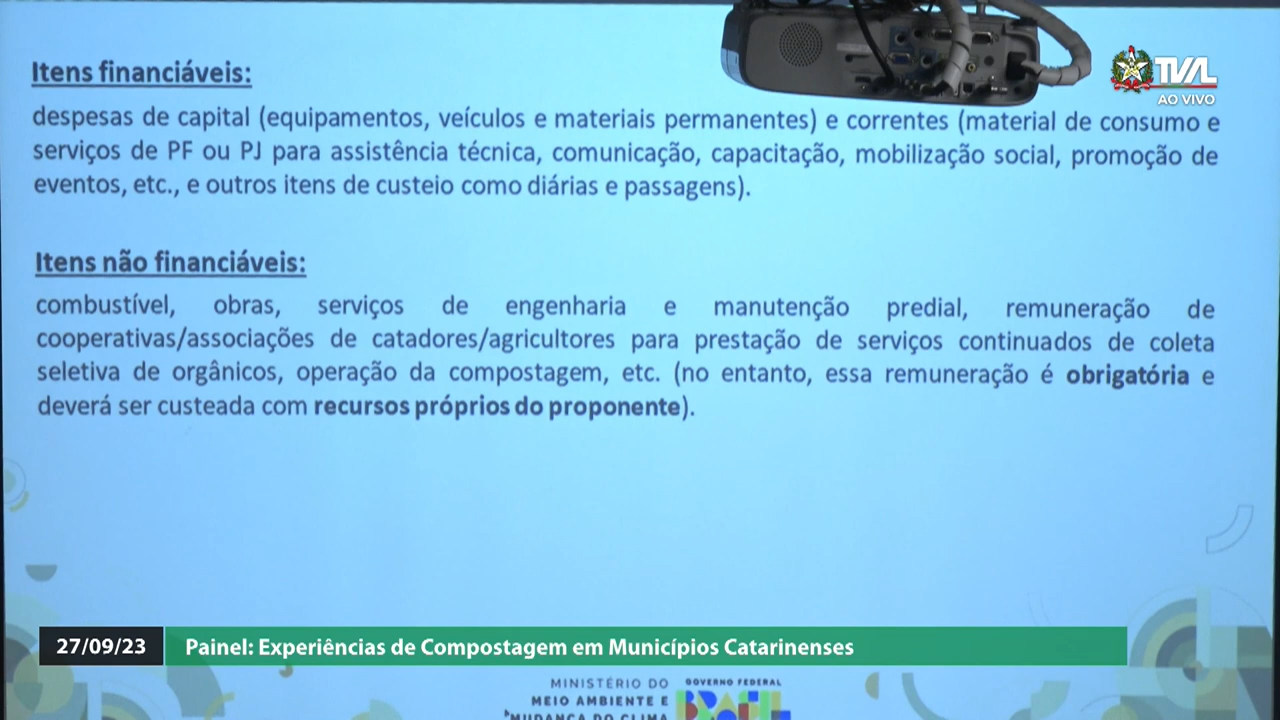 Itens financiáveis:
despesas de capital (equipamentos, veículos e materiais permanentes) e correntes (material de consumo e
serviços de PF ou PJ para assistência técnica, comunicação, capacitação, mobilização social, promoção de
eventos, etc., e outros itens de custeio como diárias e passagens).
Itens não financiáveis:
combustível, obras, serviços de engenharia e manutenção predial, remuneração de
cooperativas/associações de catadores/agricultores para prestação de serviços continuados de coleta
seletiva de orgânicos, operação da compostagem, etc. (no entanto, essa remuneração é obrigatória e
deverá ser custeada com recursos próprios do proponente).
TVAL
AO VIVO
27/09/23
Painel: Experiências de Compostagem em Municípios Catarinenses
MINISTÉRIO DO
MEIO AMBIENTE E
MUDANÇA DO CLIMA
GOVERNO FEDERAL
BRASIL